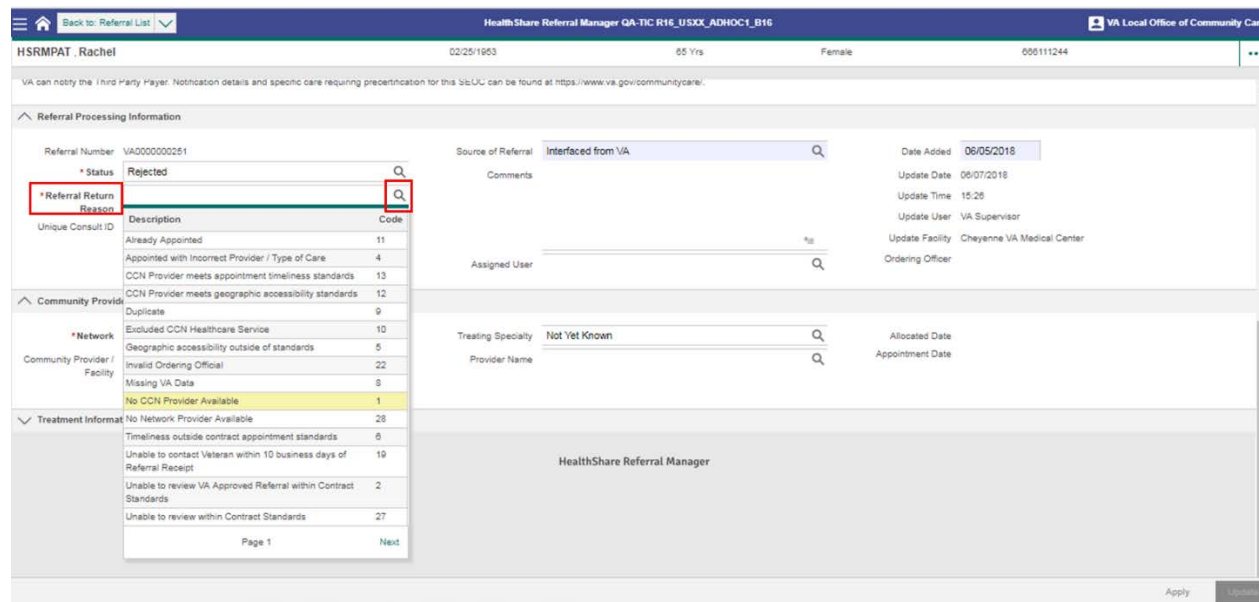 Back to: Referral List
HealthShare Referral Manager QA-TIC R16_USXX_ADHOC1_B16
VA Local Office of Community Car
HSRMPAT , Rachel 02/25/1953 65 Yrs Female 666111244
VA can notify the Third Party Payer. Notification details and specific care requiring precertification for this SEOC can be found at https://www.va.gov/communitycare/.
Referral Processing Information
Referral Number VA0000000251
* Status Rejected
* Referral Return Reason
Unique Consult ID
Description Code
Already Appointed 11
Appointed with Incorrect Provider / Type of Care 4
CCN Provider meets appointment timeliness standards 13
CCN Provider meets geographic accessibility standards 12
Duplicate 9
Excluded CCN Healthcare Service 10
Geographic accessibility outside of standards 5
Invalid Ordering Official 22
Missing VA Data 8
No CCN Provider Available 1
No Network Provider Available 28
Timeliness outside contract appointment standards 6
Unable to contact Veteran within 10 business days of 19
Referral Receipt
Unable to review VA Approved Referral within Contract 2
Standards
Unable to review within Contract Standards 27
Page 1 Next
Source of Referral Interfaced from VA
Comments
Assigned User
Date Added 06/05/2018
Update Date 06/07/2018
Update Time 15:26
Update User VA Supervisor
Update Facility Cheyenne VA Medical Center
Ordering Officer
Community Provid
* Network
Community Provider /
Facility
Treating Specialty Not Yet Known
Provider Name
Allocated Date
Appointment Date
Treatment Informat
HealthShare Referral Manager
Apply Update